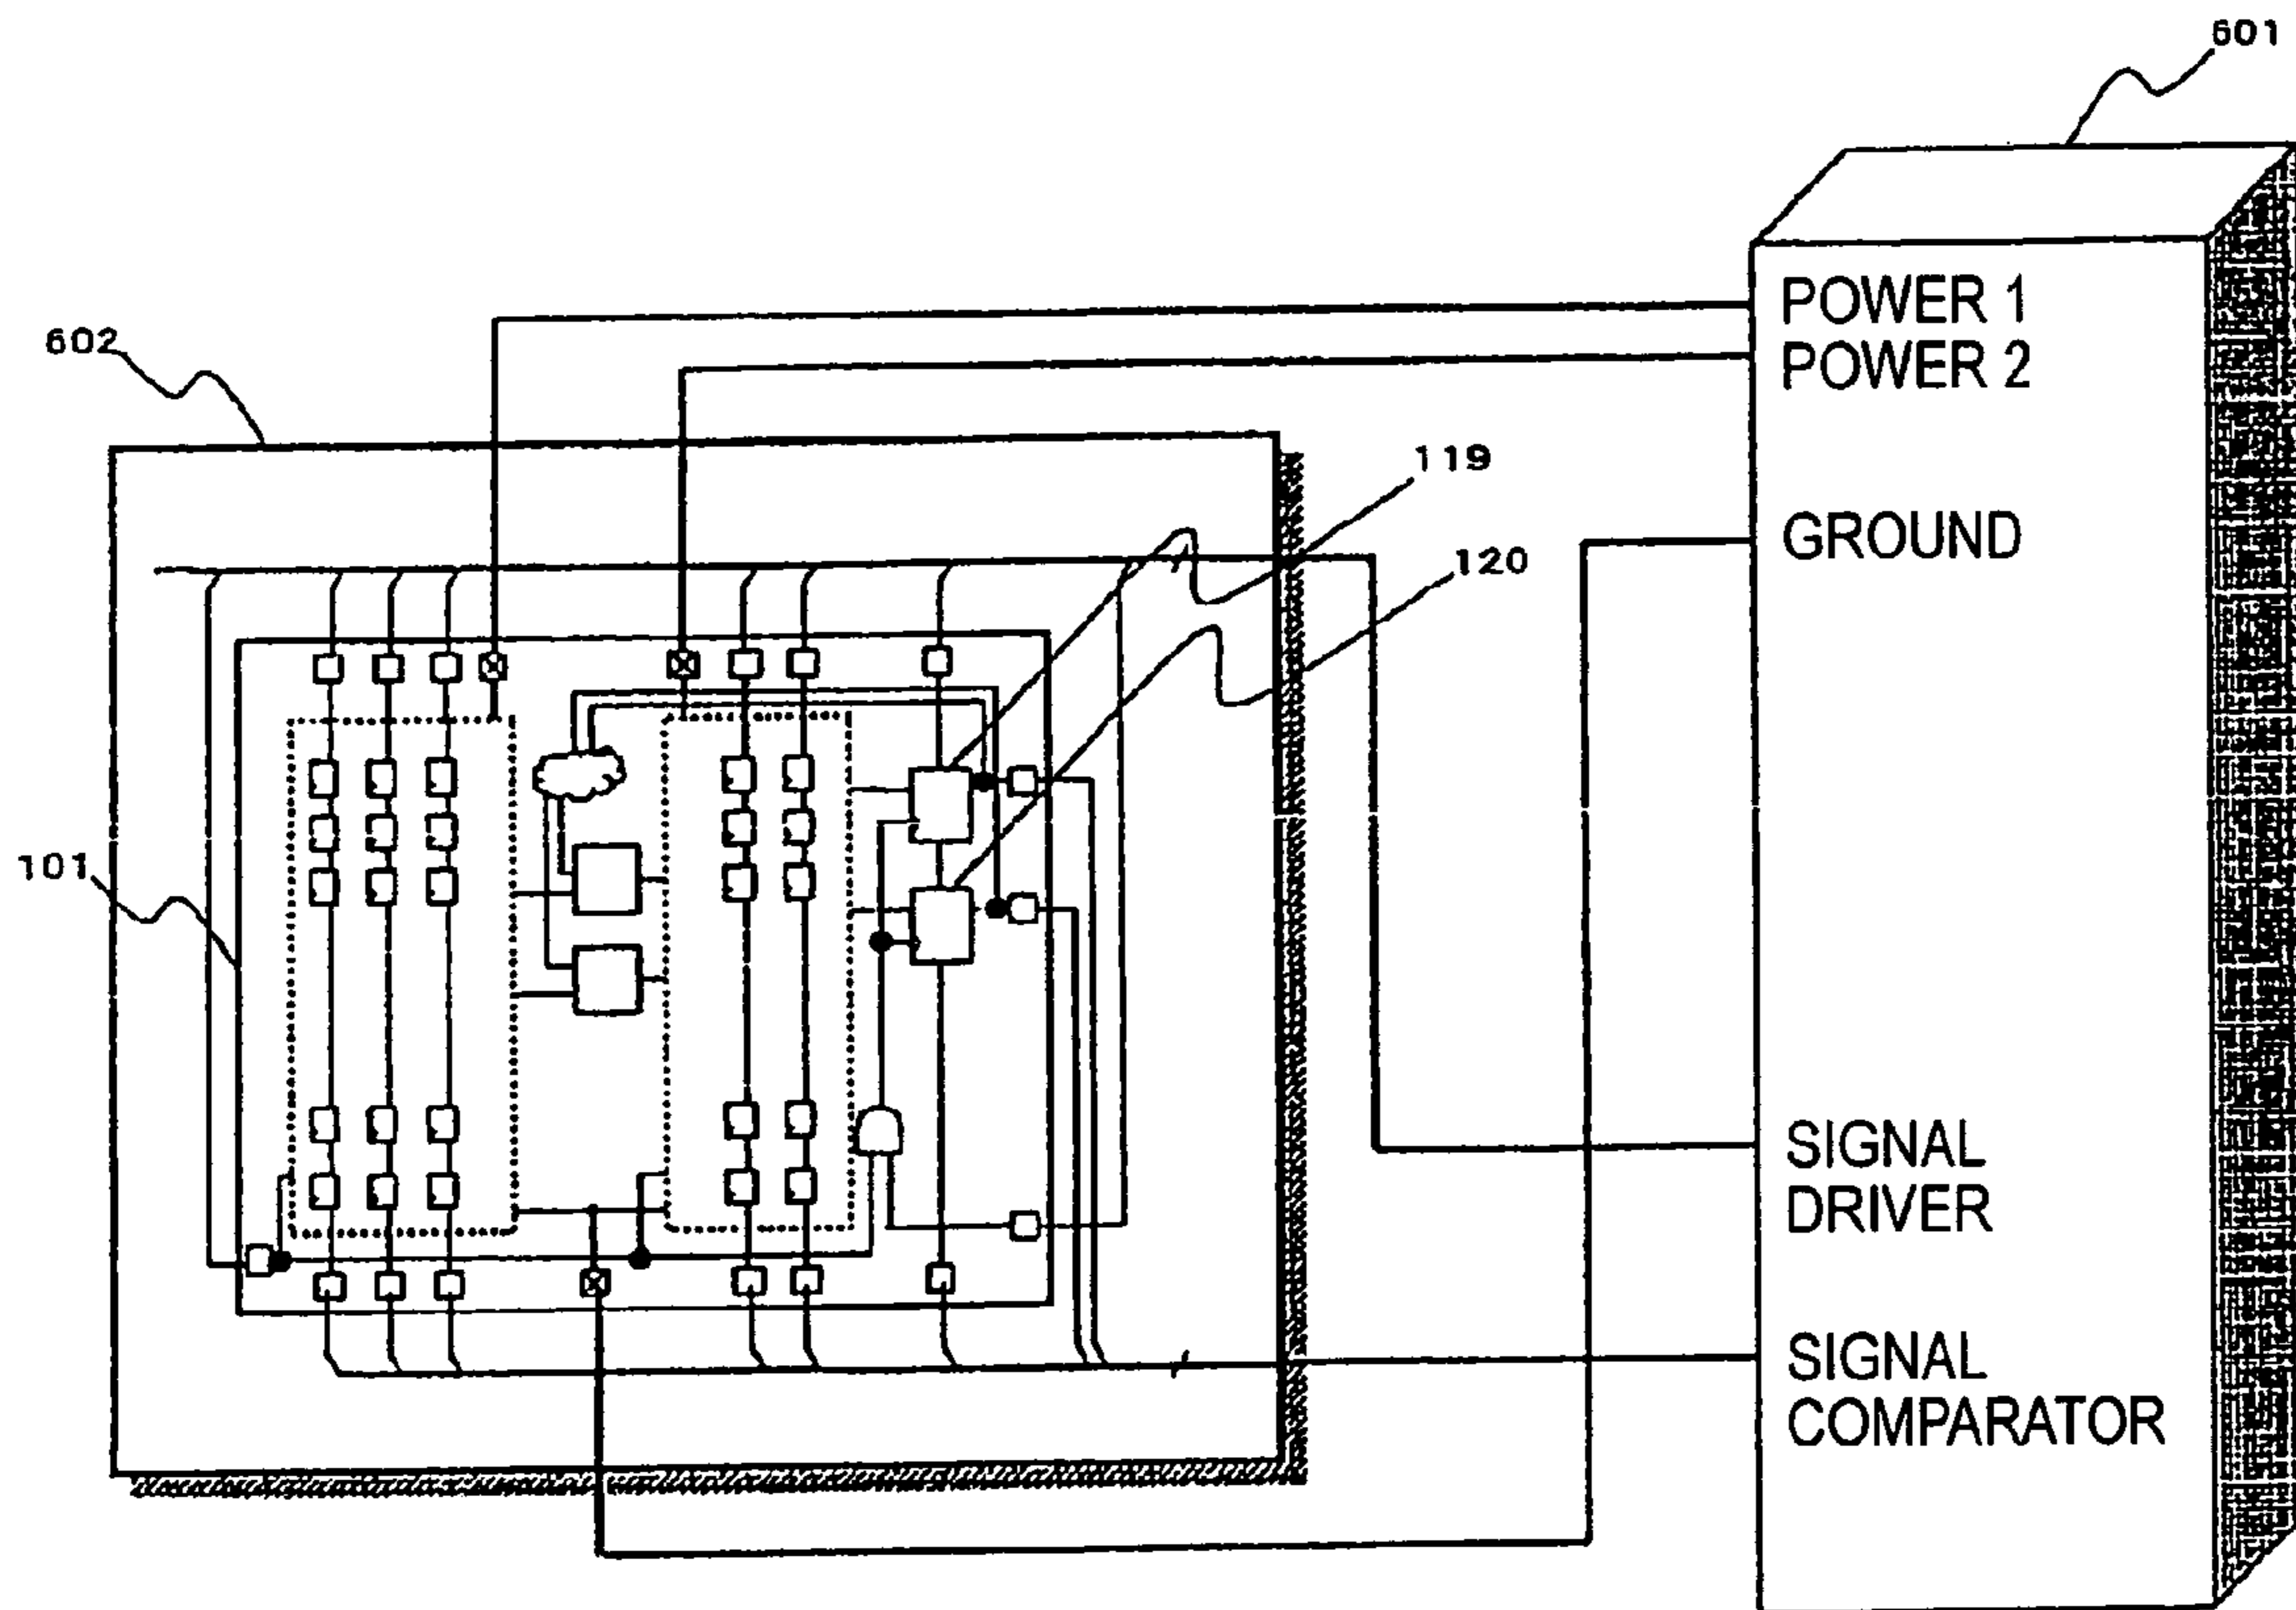 601
POWER 1
602
POWER 2
119
GROUND
120
101
SIGNAL
DRIVER
SIGNAL
COMPARATOR